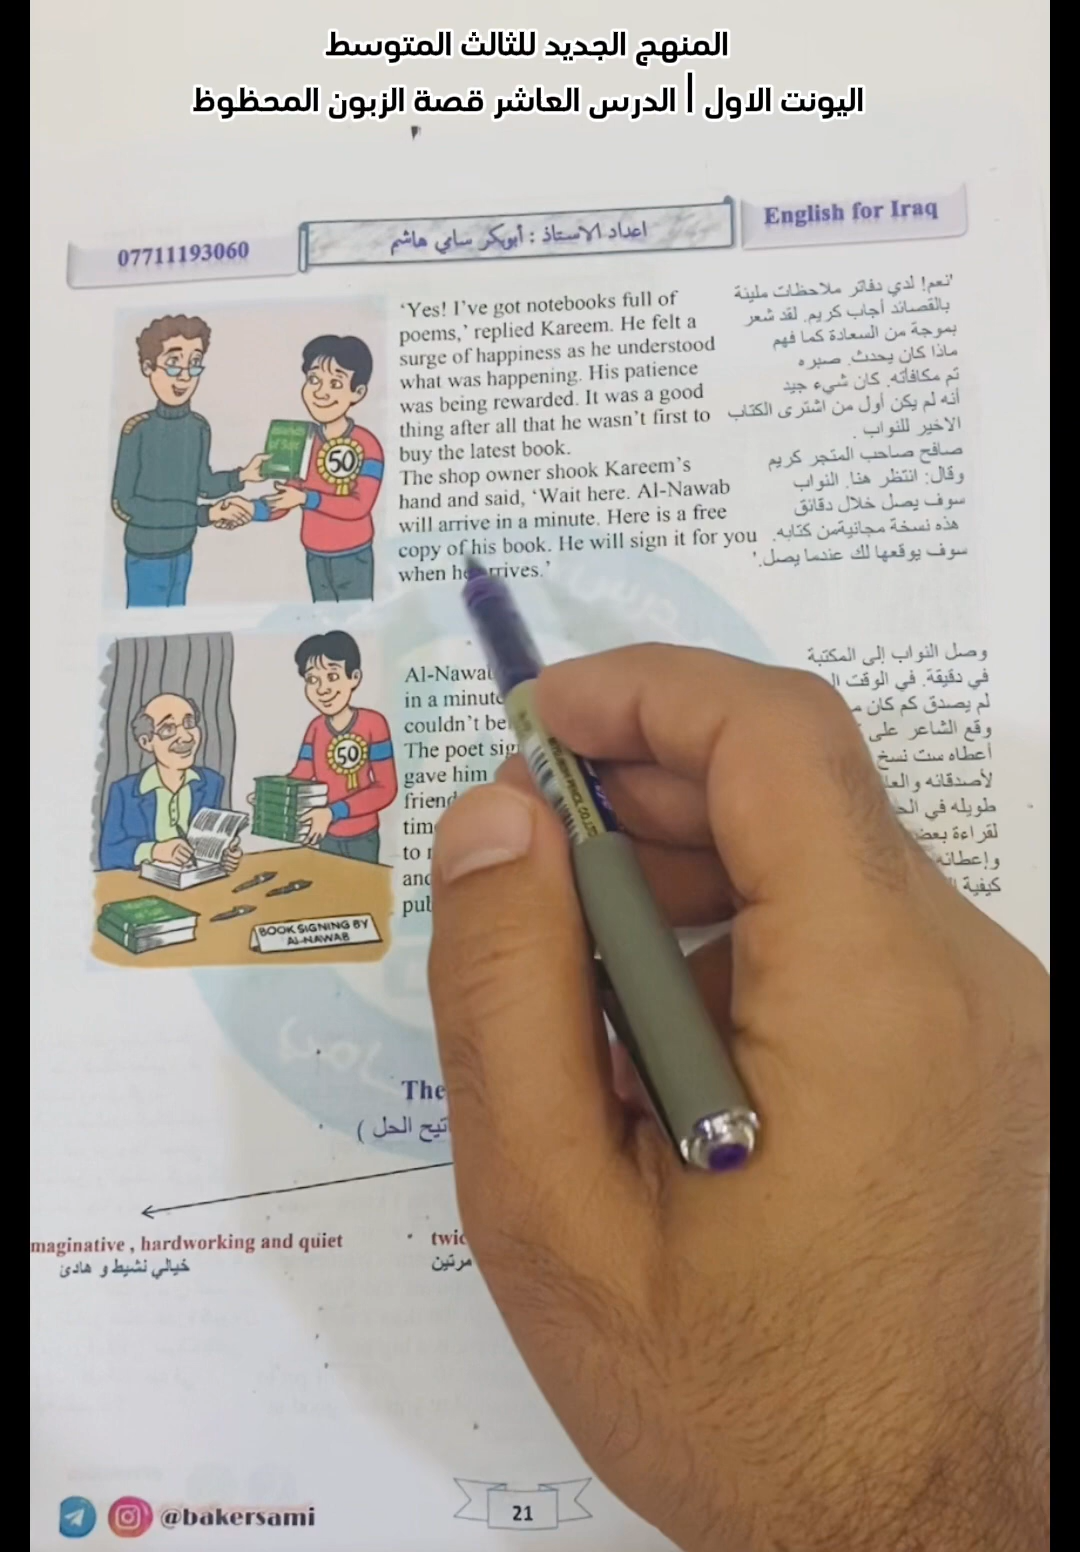 المنهج الجديد للثالث المتوسط
اليونت الاول | الدرس العاشر قصة الزبون المحظوظ
07711193060
اعداد الاستاذ : أبوبكر سامي هاشم
English for Iraq
‘Yes! I’ve got notebooks full of
poems,’ replied Kareem. He felt a
surge of happiness as he understood
what was happening. His patience
was being rewarded. It was a good
thing after all that he wasn’t first to
buy the latest book.
The shop owner shook Kareem’s
hand and said, ‘Wait here. Al-Nawab
will arrive in a minute. Here is a free
copy of his book. He will sign it for you
when he arrives.’
'نعم! لدي دفاتر ملاحظات مليئة
بالقصائد أجاب كريم. لقد شعر
بموجة من السعادة كما فهم
ماذا كان يحدث. صبره
تم مكافأته. كان شيء جيد
أنه لم يكن أول من اشترى الكتاب
الاخير للنواب .
صافح صاحب المتجر كريم
وقال: انتظر هنا. النواب
سوف يصل خلال دقائق
هذه نسخة مجانيةمن كتابه.
سوف يوقعها لك عندما يصل.'
50
Al-Nawa
in a minute
couldn’t be
The poet sig
gave him
friend
tim
to
and
pub
وصل النواب إلى المكتبة
في دقيقة. في الوقت ال
لم يصدق كم كان
وقع الشاعر على
أعطاه ست نسخ
لأصدقائه والعا
طويله في الح
لقراءة بعض
وإعطائه
كيفية
50
BOOK SIGNING BY
AL-NAWAB
The
تيح الحل )
maginative , hardworking and quiet
خيالي نشيط و هادئ
• twic
مرتين
@bakersami
21